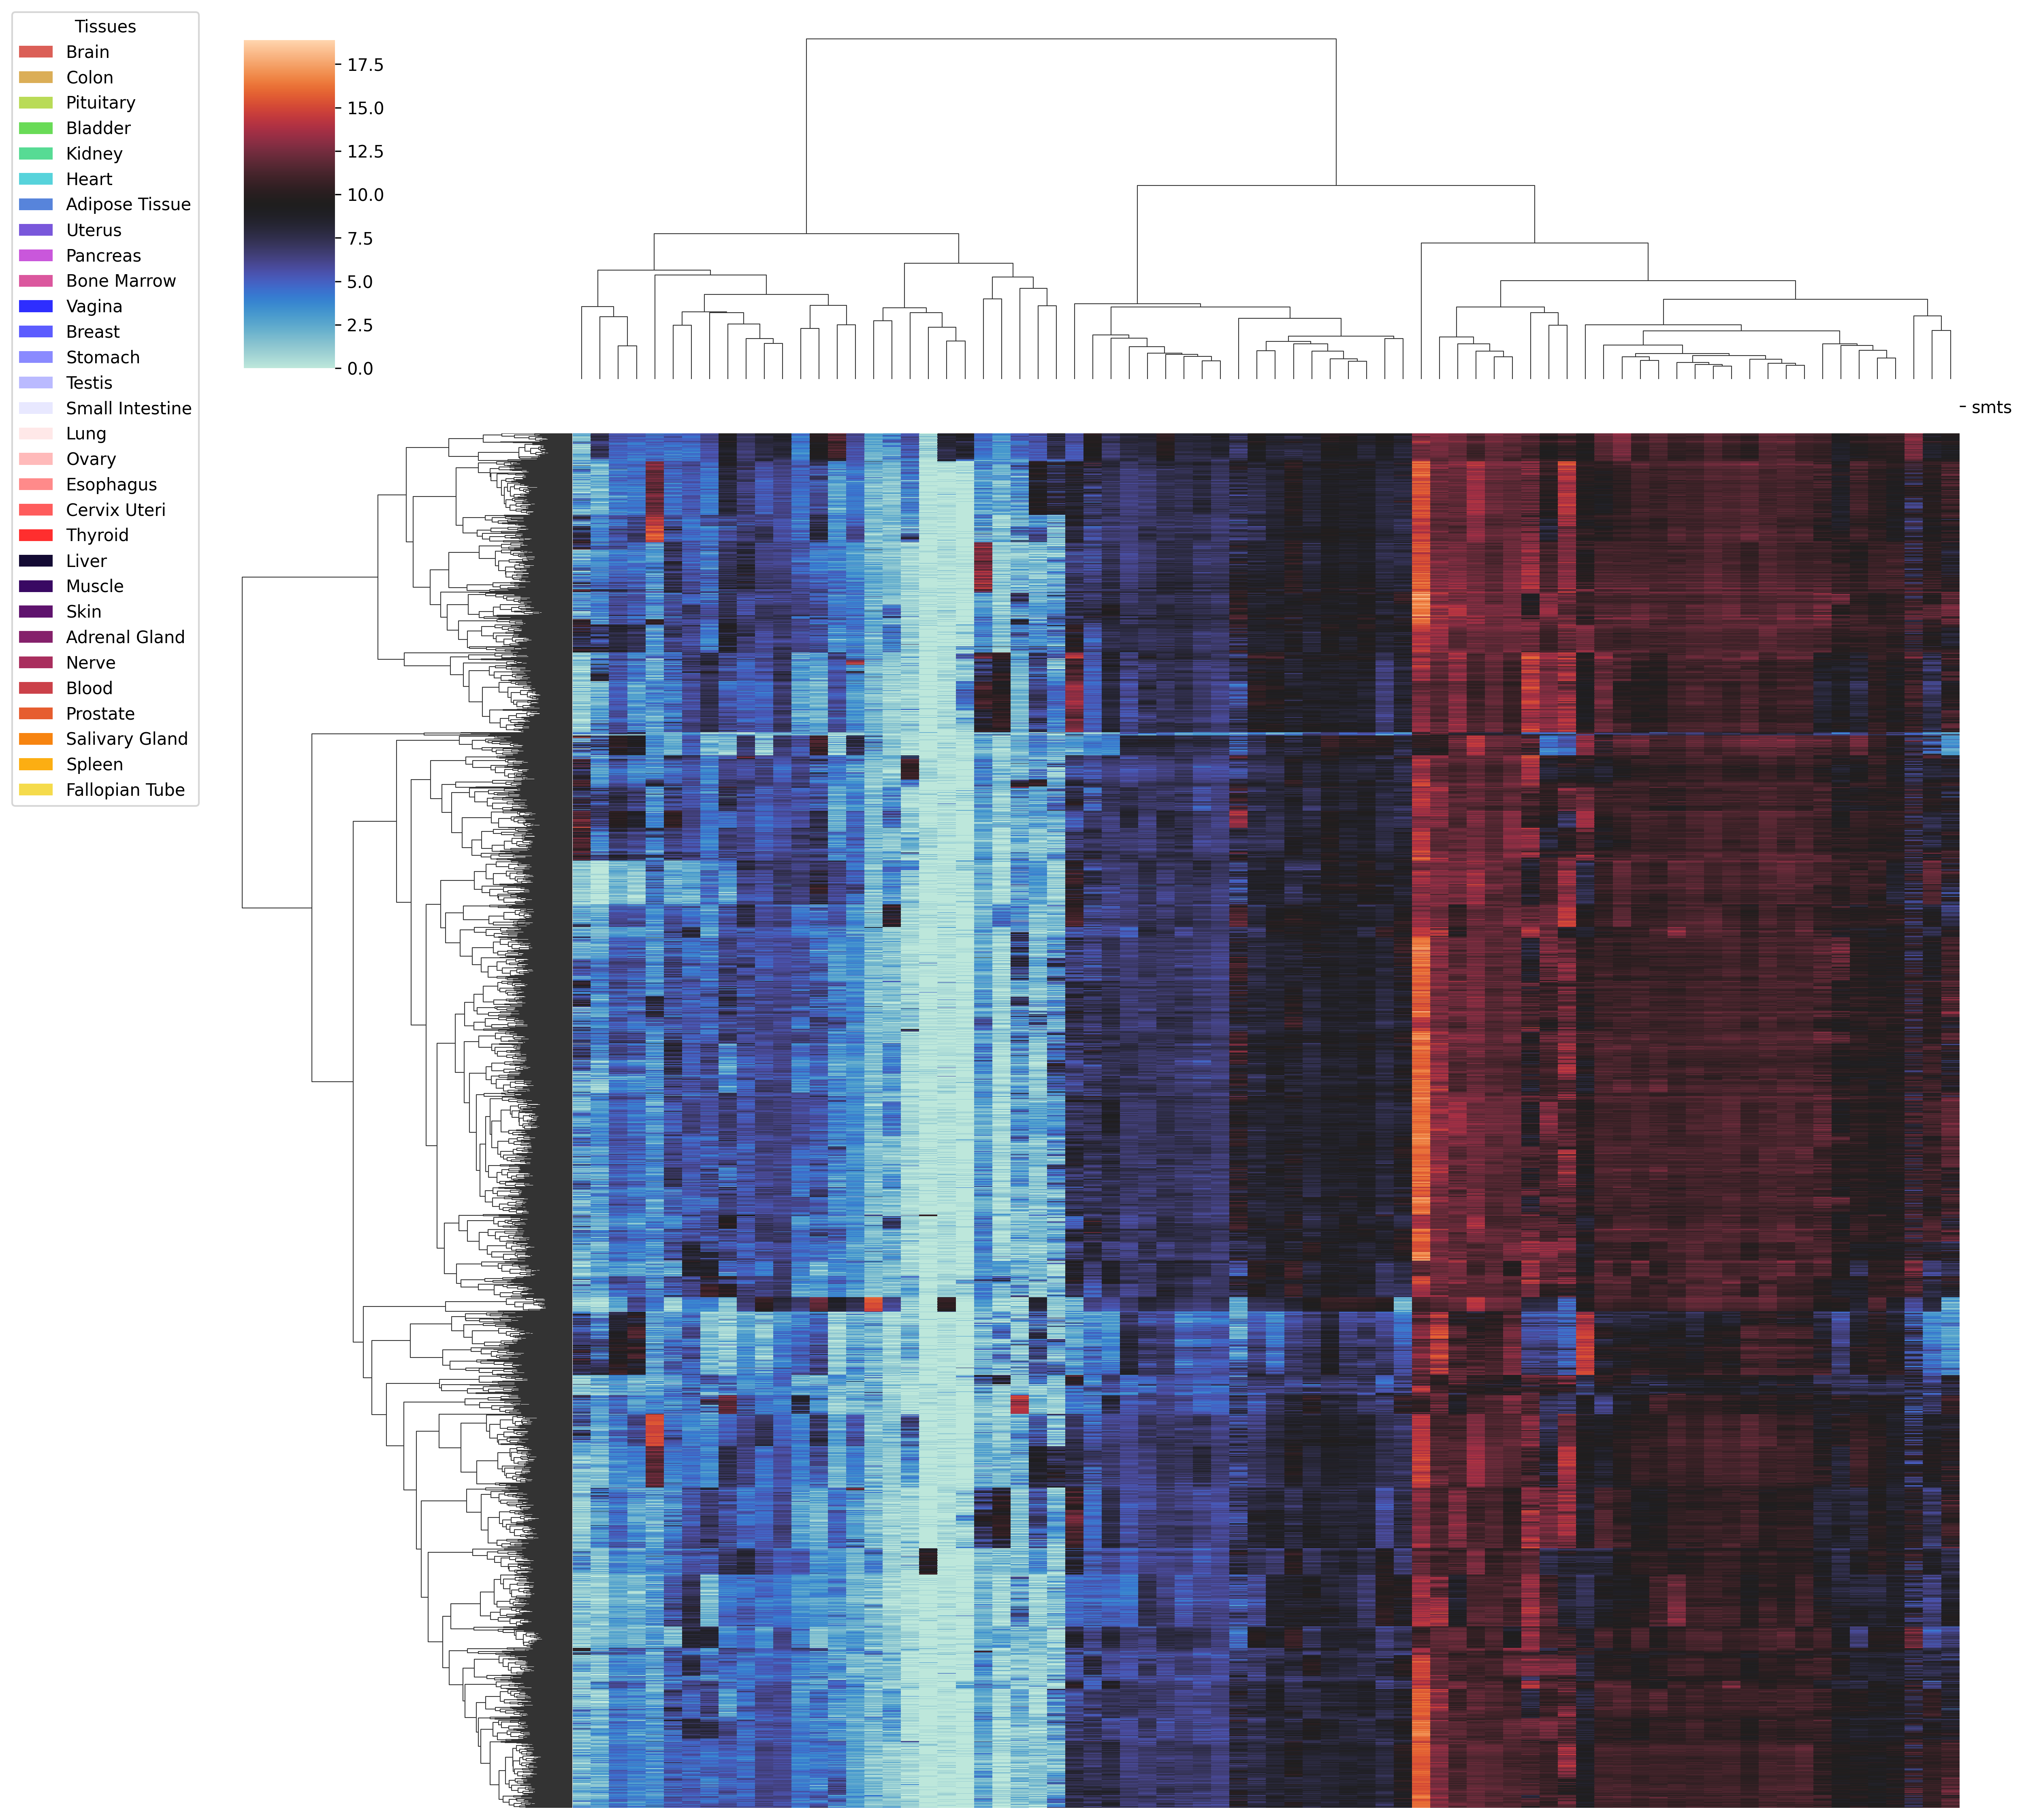 Tissues
Brain
Colon
Pituitary
Bladder
Kidney
Heart
Adipose Tissue
Uterus
Pancreas
Bone Marrow
Vagina
Breast
Stomach
Testis
Small Intestine
Lung
Ovary
Esophagus
Cervix Uteri
Thyroid
Liver
Muscle
Skin
Adrenal Gland
Nerve
Blood
Prostate
Salivary Gland
Spleen
Fallopian Tube
17.5
15.0
12.5
10.0
7.5
5.0
2.5
0.0
smts